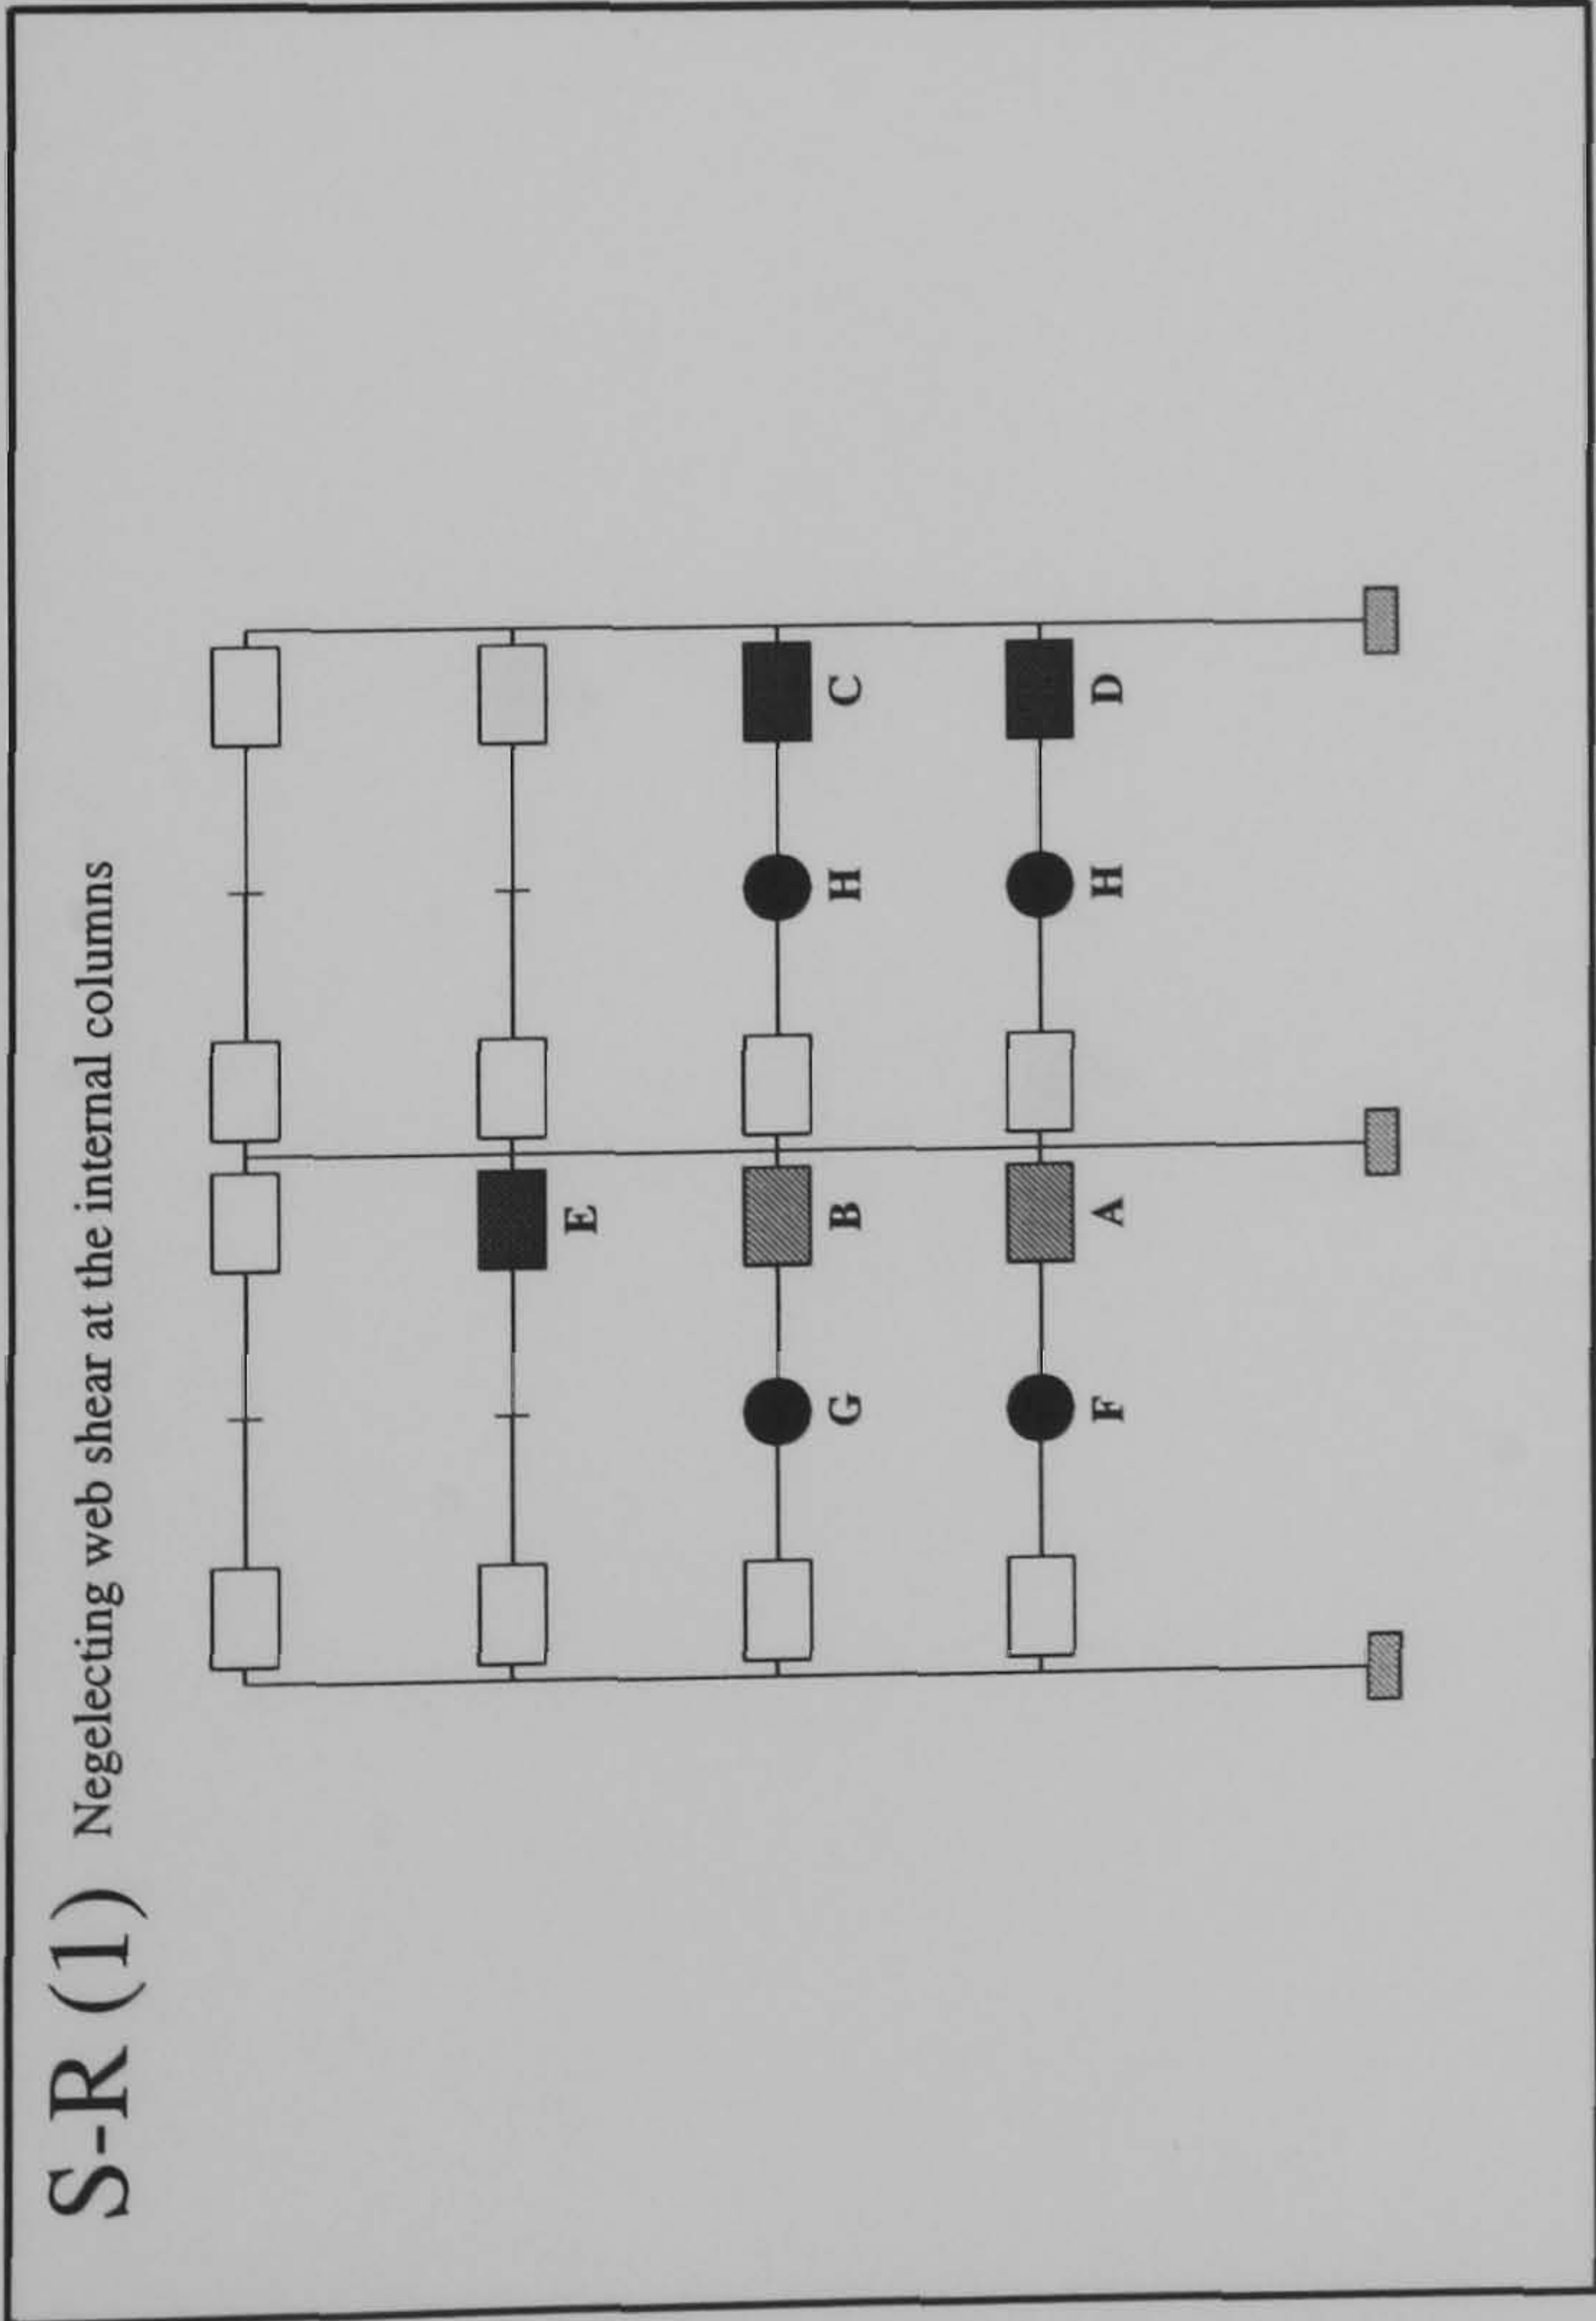 S-R (1) Negelecting web shear at the internal columns
E
G B H C
F A H D